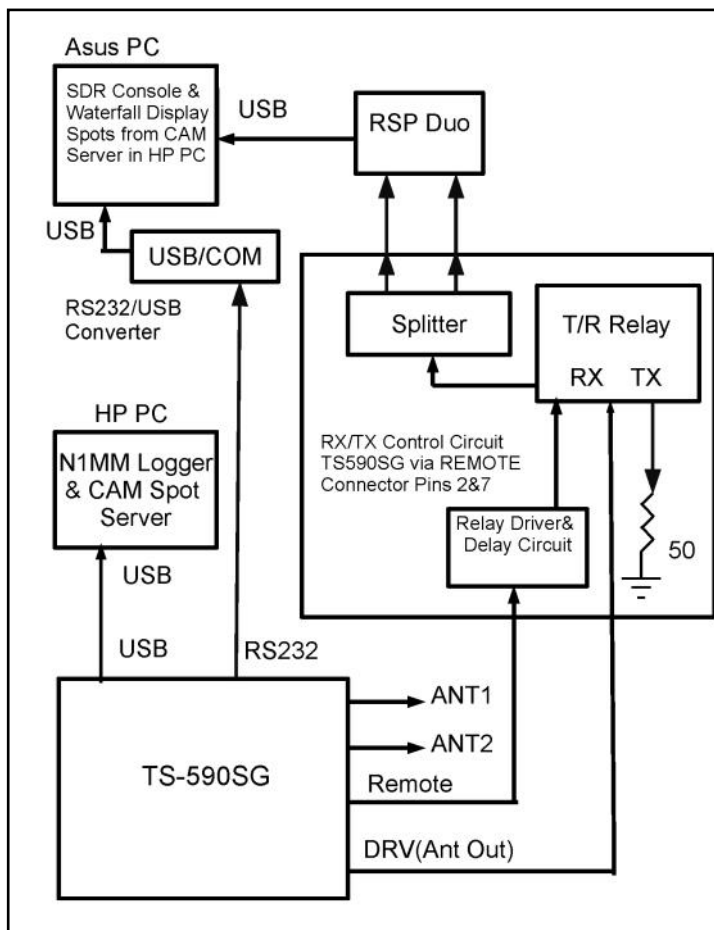 Asus PC
SDR Console &
Waterfall Display
Spots from CAM
Server in HP PC
USB
RSP Duo
USB
USB/COM
RS232/USB
Converter
Splitter
T/R Relay
RX TX
HP PC
N1MM Logger
& CAM Spot
Server
RX/TX Control Circuit
TS590SG via REMOTE
Connector Pins 2&7
Relay Driver&
Delay Circuit
50
USB
USB
RS232
TS-590SG
ANT1
ANT2
Remote
DRV(Ant Out)